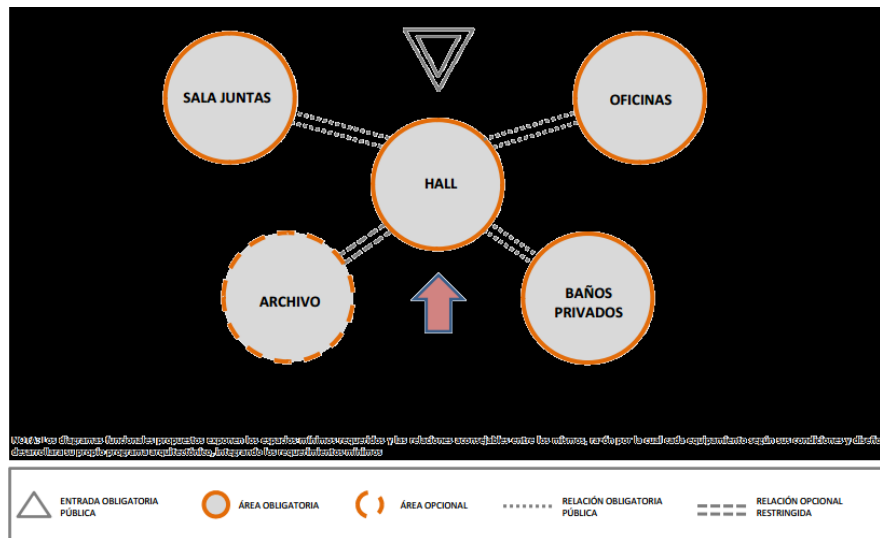 SALA JUNTAS
OFICINAS
HALL
ARCHIVO
BAÑOS
PRIVADOS
NOTA: Los diagramas funcionales propuestos exponen los espacios mínimos requeridos y las relaciones aconsejables entre los mismos, razón por la cual cada equipamiento según sus condiciones y diseño
desarrollara su propio programa arquitectónico, integrando los requerimientos mínimos
ENTRADA OBLIGATORIA
PÚBLICA
ÁREA OBLIGATORIA
ÁREA OPCIONAL
RELACIÓN OBLIGATORIA
PÚBLICA
RELACIÓN OPCIONAL
RESTRINGIDA